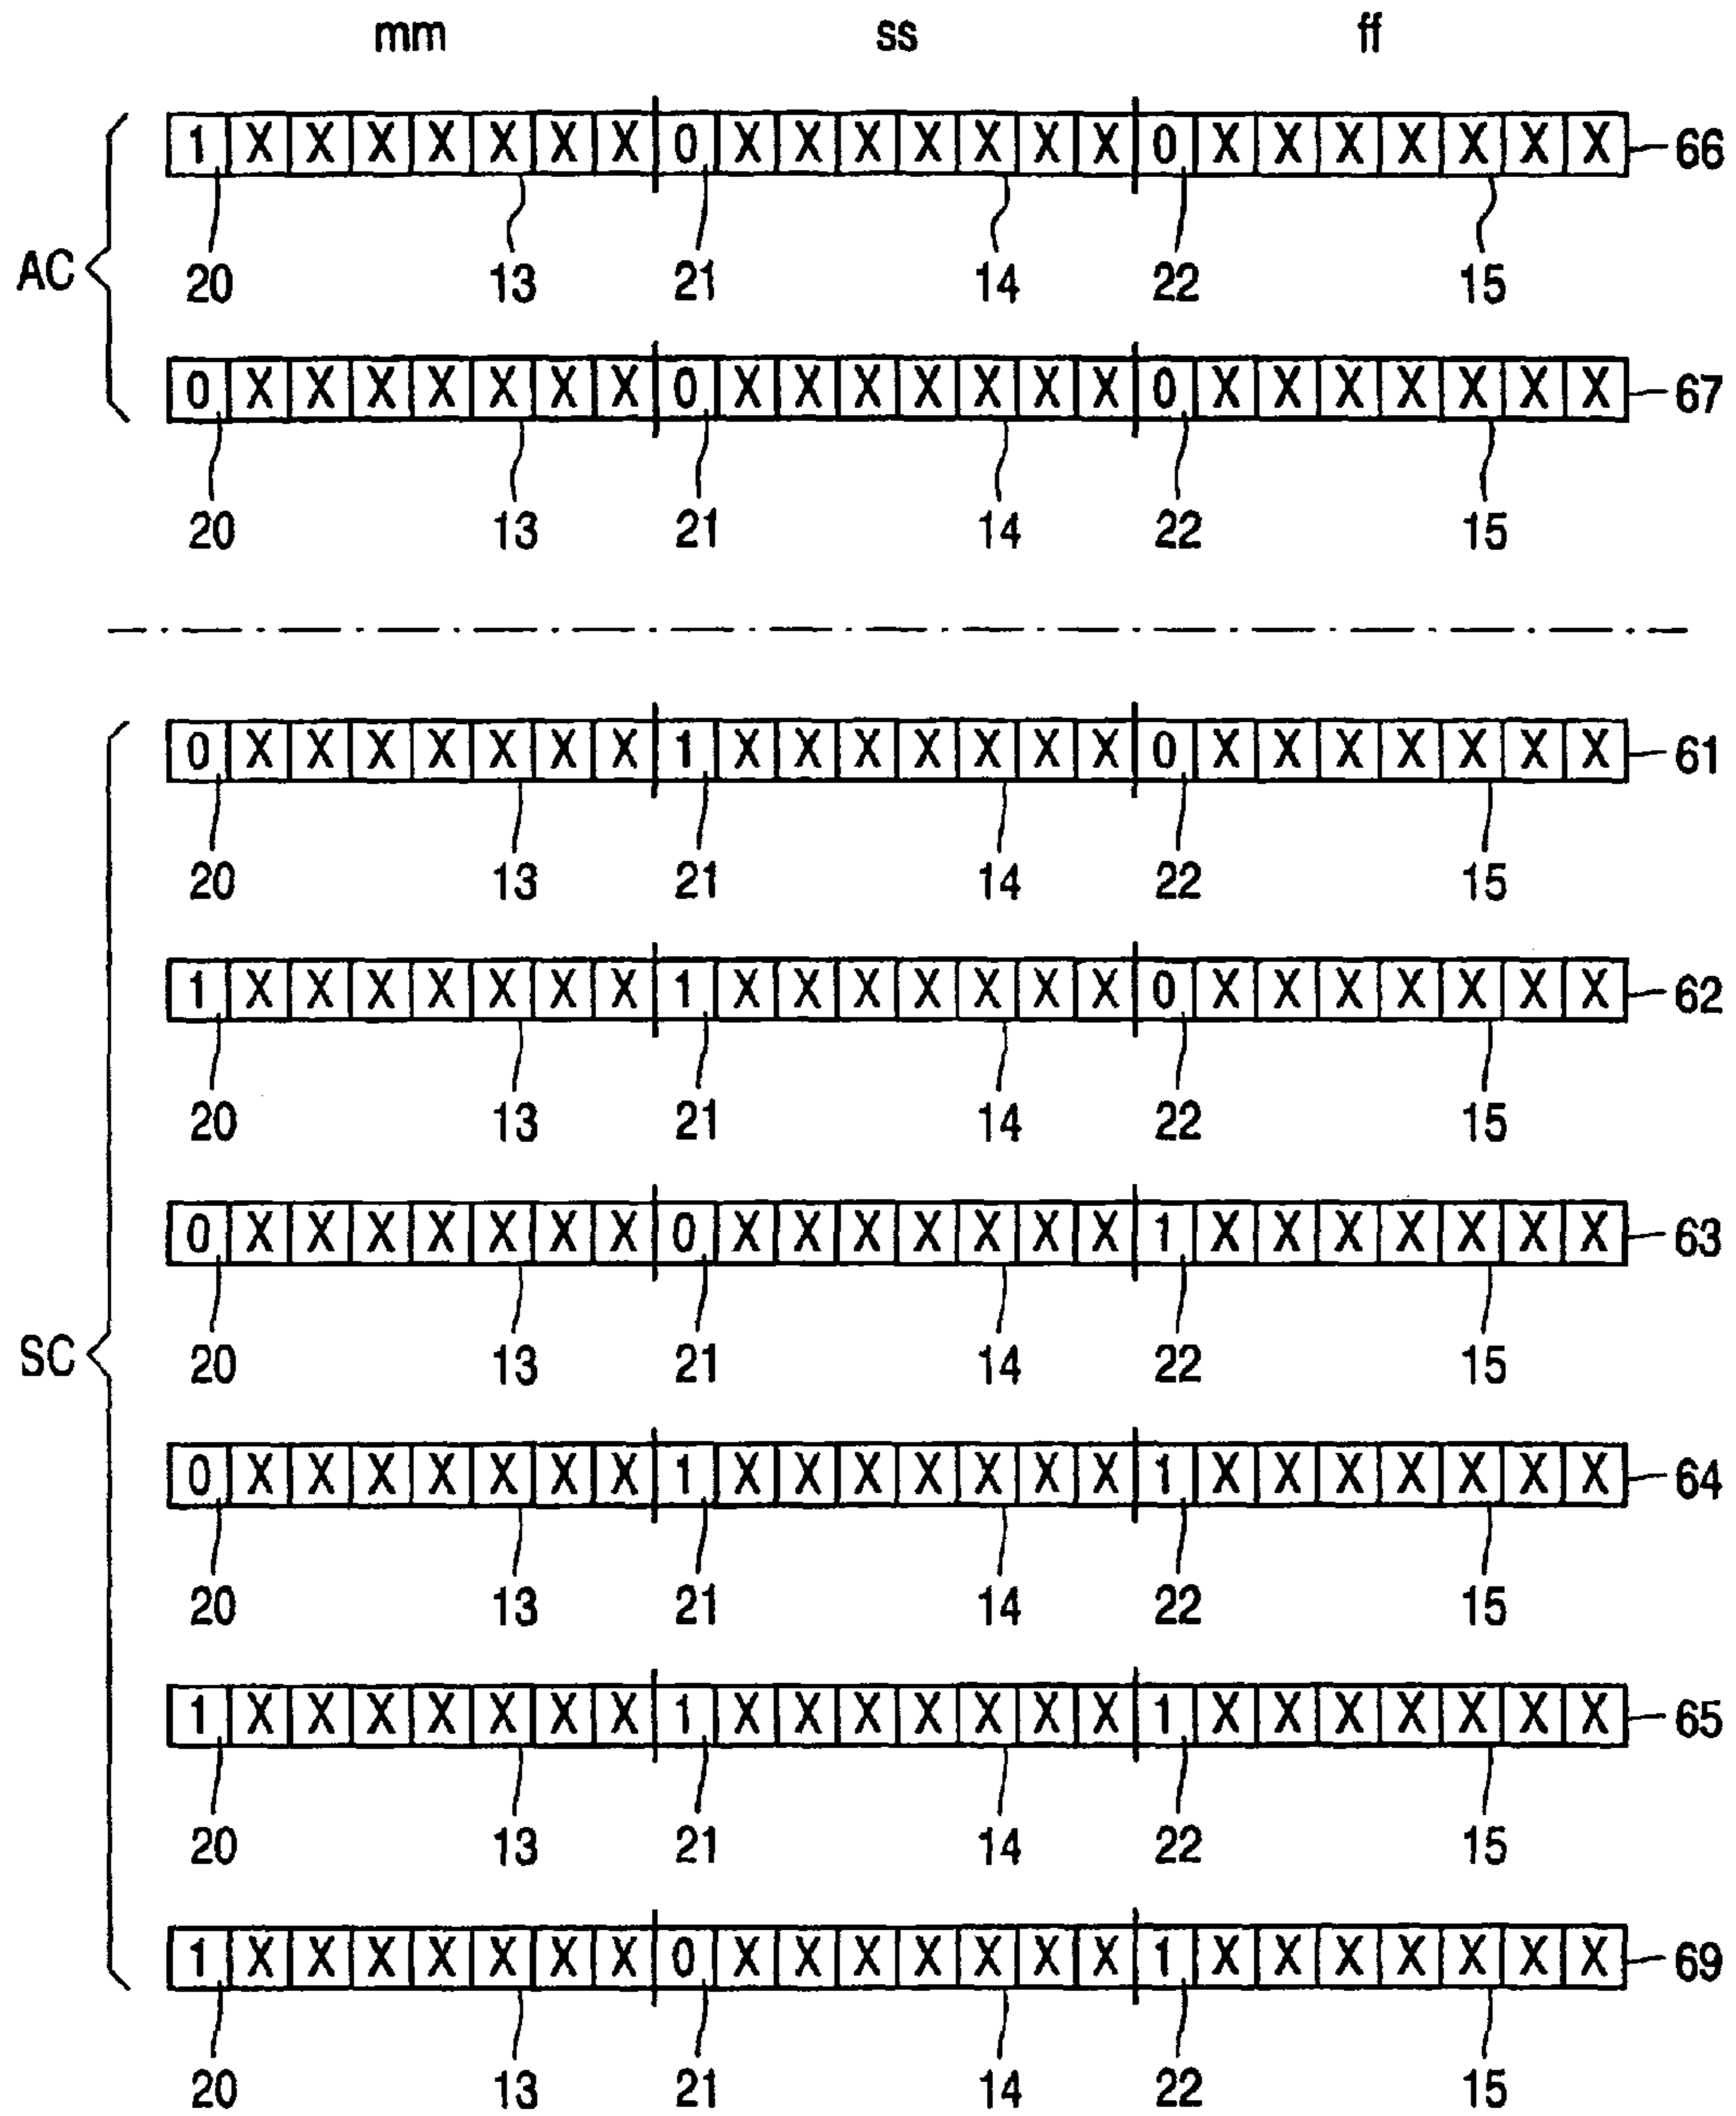 mm ss ff
1 X X X X X X X 0 X X X X X X X 0 X X X X X X X 66
AC
20 13 21 14 22 15
0 X X X X X X X 0 X X X X X X X 0 X X X X X X X 67
20 13 21 14 22 15
0 X X X X X X X 1 X X X X X X X 0 X X X X X X X 61
20 13 21 14 22 15
1 X X X X X X X 1 X X X X X X X 0 X X X X X X X 62
20 13 21 14 22 15
0 X X X X X X X 0 X X X X X X X 1 X X X X X X X 63
SC
20 13 21 14 22 15
0 X X X X X X X 1 X X X X X X X 1 X X X X X X X 64
20 13 21 14 22 15
1 X X X X X X X 1 X X X X X X X 1 X X X X X X X 65
20 13 21 14 22 15
1 X X X X X X X 0 X X X X X X X 1 X X X X X X X 69
20 13 21 14 22 15